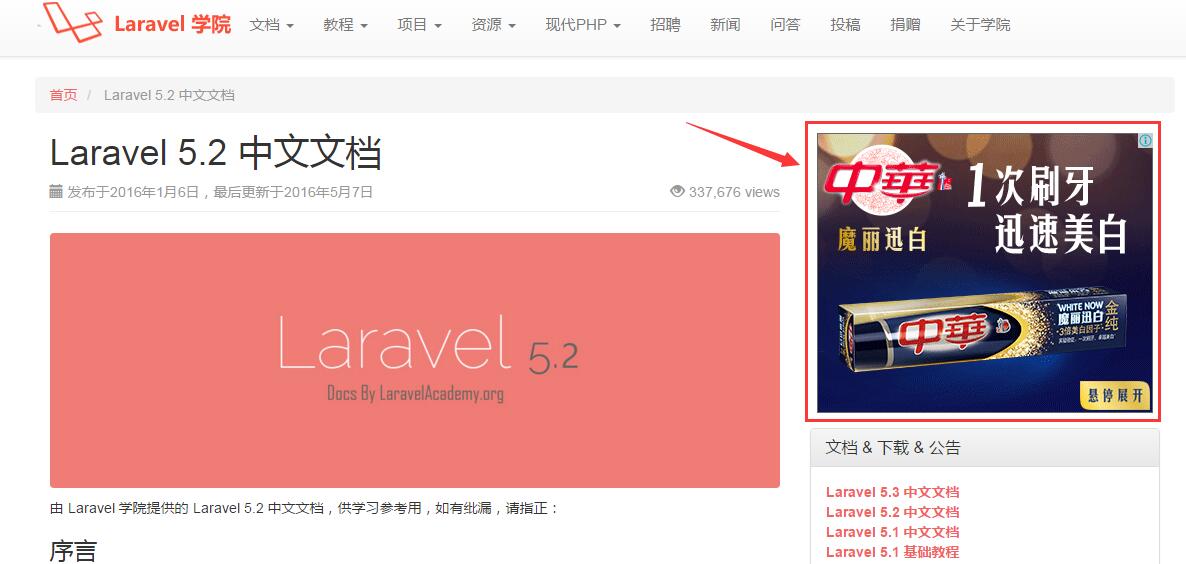 Laravel 学院 文档 教程 项目 资源 现代PHP 招聘 新闻 问答 投稿 捐赠 关于学院
首页 / Laravel 5.2 中文文档
Laravel 5.2 中文文档
发布于2016年1月6日，最后更新于2016年5月7日 337,676 views
Laravel 5.2
Docs By LaravelAcademy.org
由 Laravel 学院提供的 Laravel 5.2 中文文档，供学习参考用，如有纰漏，请指正：
序言
中華
魔丽迅白
1次刷牙
迅速美白
中華
WHITE NOW
魔丽迅白
金纯
3倍美白因子
悬停展开
文档 & 下载 & 公告
Laravel 5.3 中文文档
Laravel 5.2 中文文档
Laravel 5.1 中文文档
Laravel 5.1 基础教程